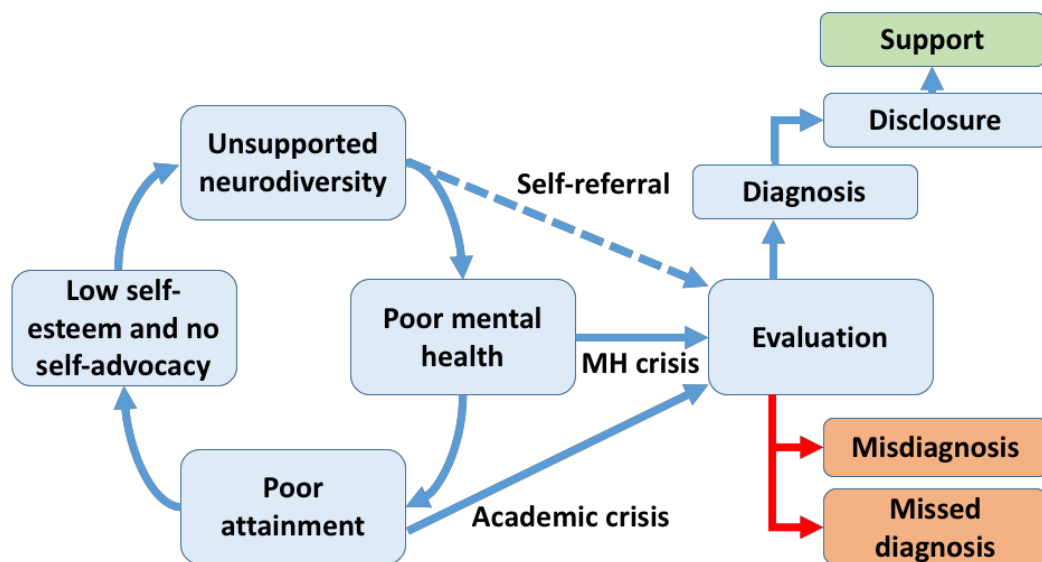 Support
Disclosure
Unsupported
neurodiversity
Self-referral
Diagnosis
Low self-
esteem and no
self-advocacy
Poor mental
health
MH crisis
Evaluation
Misdiagnosis
Poor
attainment
Academic crisis
Missed
diagnosis